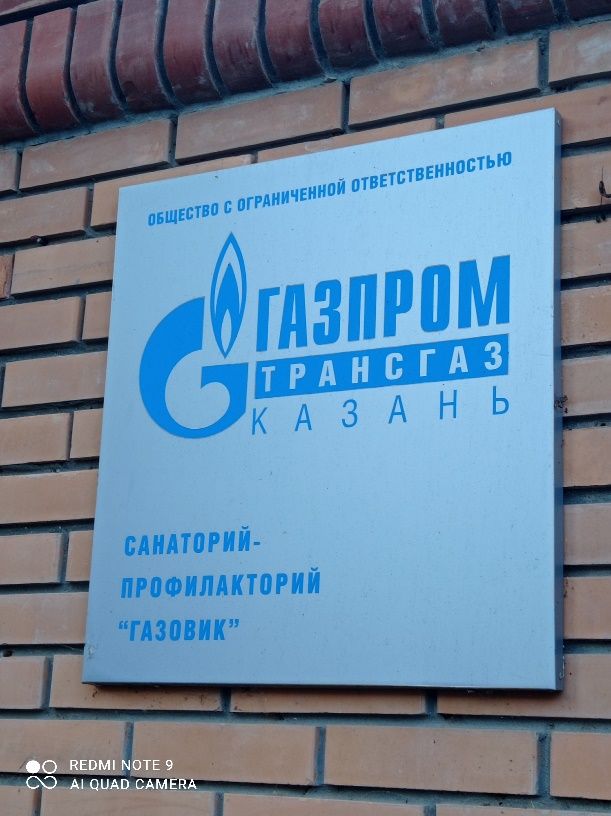 ОБЩЕСТВО С ОГРАНИЧЕННОЙ ОТВЕТСТВЕННОСТЬЮ
ГАЗПРОМ
ТРАНСГАЗ
КАЗАНЬ
САНАТОРИЙ-
ПРОФИЛАКТОРИЙ
“ГАЗОВИК”
REDMI NOTE 9
AI QUAD CAMERA